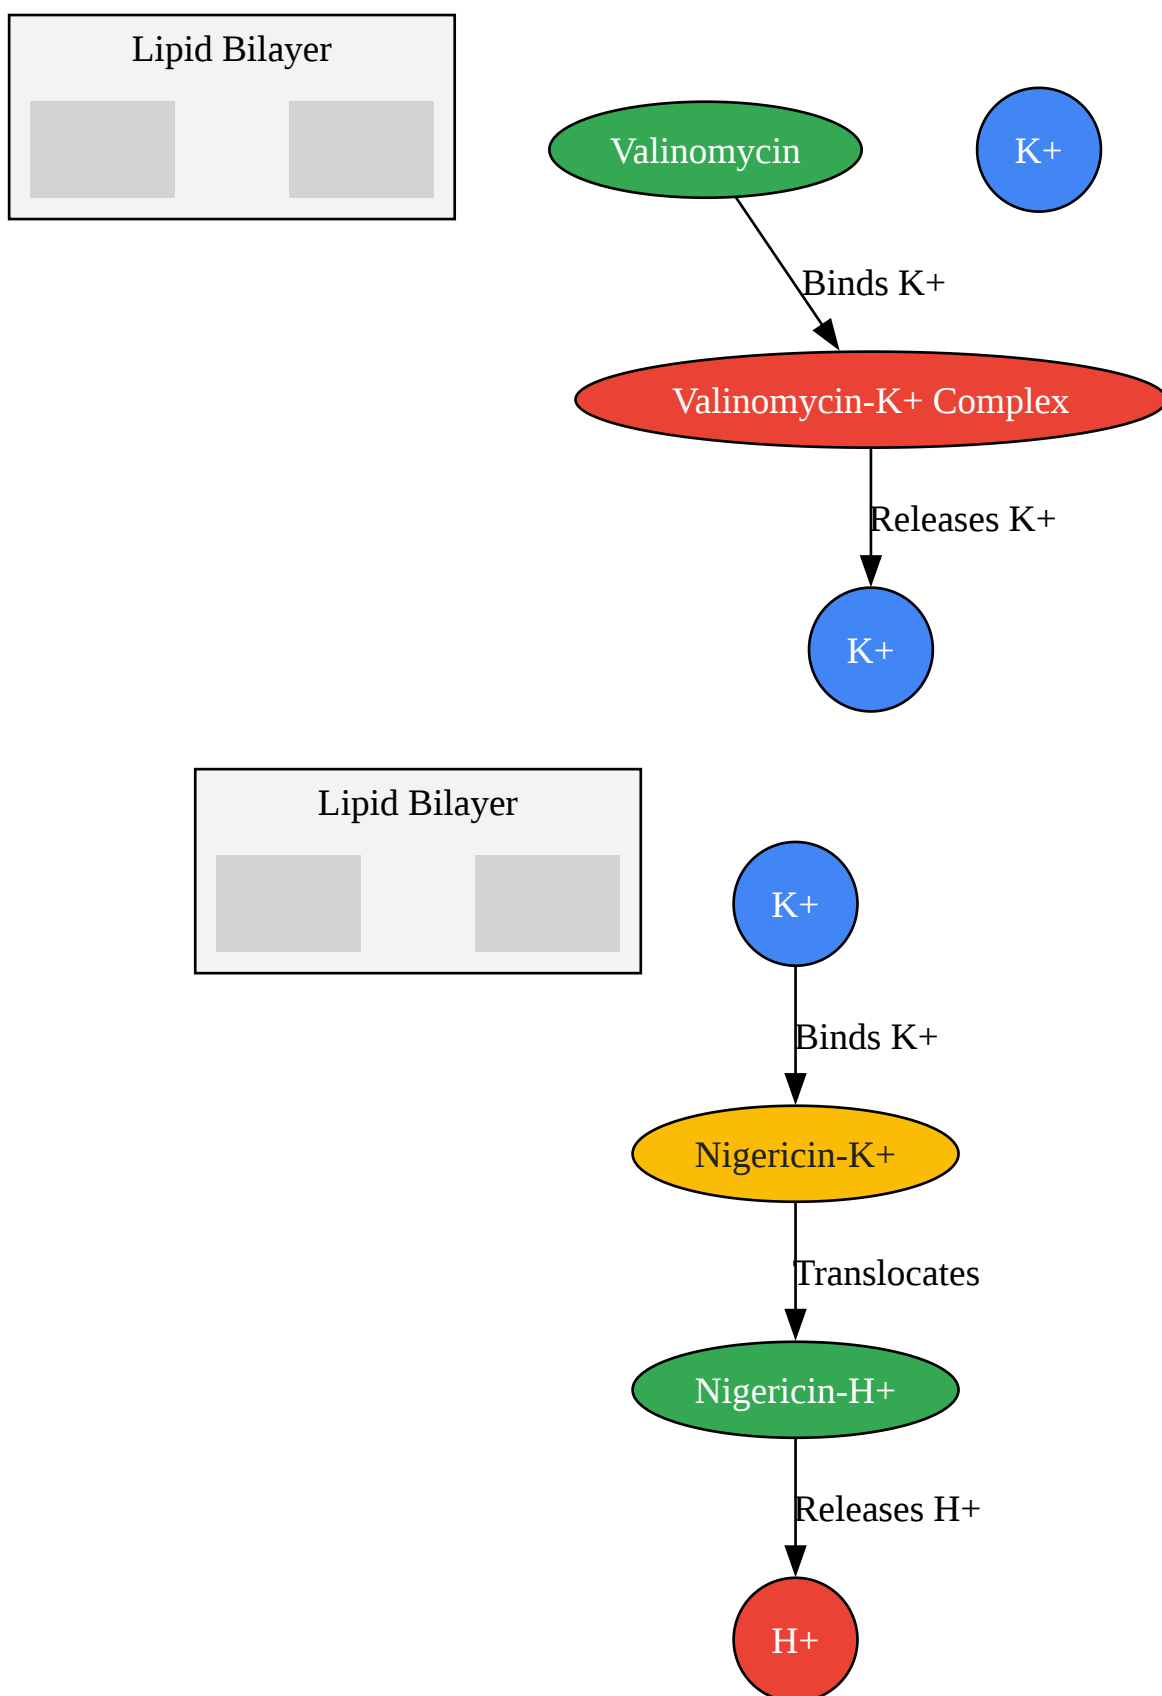 Lipid Bilayer
Valinomycin
K+
Binds K+
Valinomycin-K+ Complex
Releases K+
K+
Lipid Bilayer
K+
Binds K+
Nigericin-K+
Translocates
Nigericin-H+
Releases H+
H+